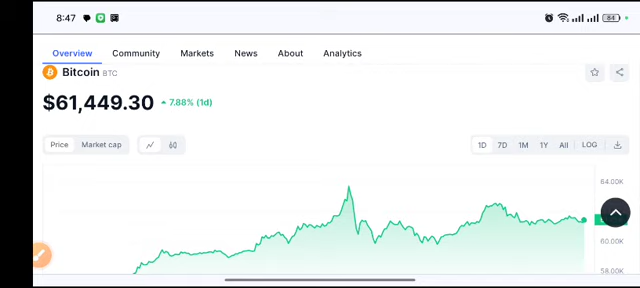 8:47
84
Overview Community Markets News About Analytics
Bitcoin BTC
$61,449.30 7.88% (1d)
Price Market cap 1D 7D 1M 1Y All LOG
64.00K
60.00K
58.00K